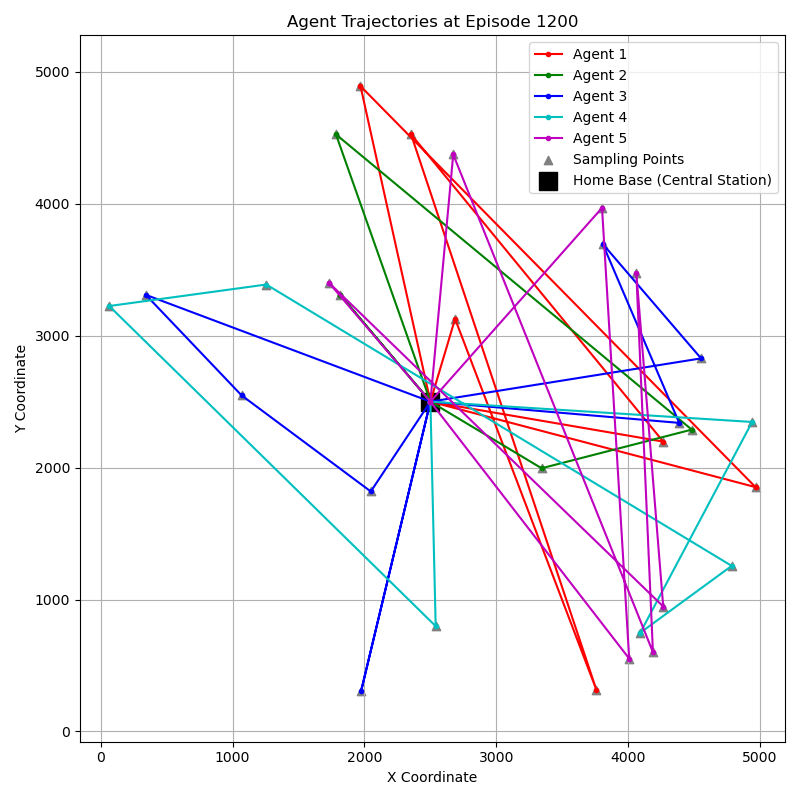 Agent Trajectories at Episode 1200
Agent 1
Agent 2
Agent 3
Agent 4
Agent 5
Sampling Points
Home Base (Central Station)
Y Coordinate
5000
4000
3000
2000
1000
0
0 1000 2000 3000 4000 5000
X Coordinate